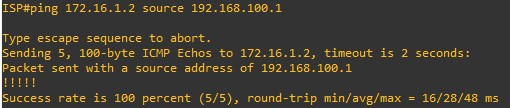 ISP#ping 172.16.1.2 source 192.168.100.1
Type escape sequence to abort.
Sending 5, 100-byte ICMP Echos to 172.16.1.2, timeout is 2 seconds:
Packet sent with a source address of 192.168.100.1
!!!!!
Success rate is 100 percent (5/5), round-trip min/avg/max = 16/28/48 ms